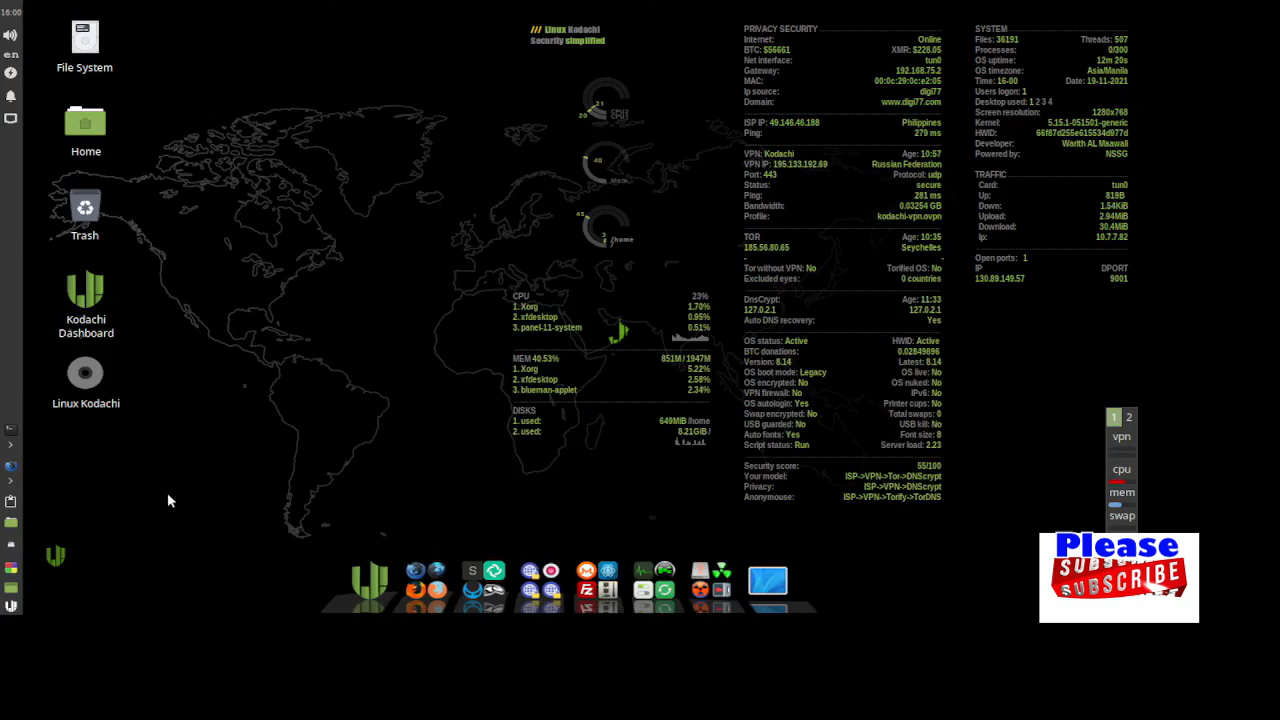 16:00
en
File System
Home
Trash
Kodachi
Dashboard
Linux Kodachi
/// Linux Kodachi
Security simplified
21
20
CPU2
CPU1
40
Mem
45
3
/home
CPU 23%
1. Xorg 1.70%
2. xfdesktop 0.95%
3. panel-11-system 0.51%
MEM 40.53% 851M / 1947M
1. Xorg 5.22%
2. xfdesktop 2.58%
3. blueman-applet 2.34%
DISKS
1. used: 649MiB /home
2. used: 8.21GiB /
PRIVACY SECURITY
Internet: Online
BTC: $56661 XMR: $228.05
Net interface: tun0
Gateway: 192.168.75.2
MAC: 00:0c:29:0c:e2:05
Ip source: digi77
Domain: www.digi77.com
ISP IP: 49.146.46.188 Philippines
Ping: 279 ms
VPN: Kodachi Age: 10:57
VPN IP: 195.133.192.69 Russian Federation
Port: 443 Protocol: udp
Status: secure
Ping: 281 ms
Bandwidth: 0.03254 GB
Profile: kodachi-vpn.ovpn
TOR Age: 10:35
185.56.80.65 Seychelles
- -
Tor without VPN: No Torified OS: No
Excluded eyes: 0 countries
DnsCrypt: Age: 11:33
127.0.2.1 127.0.2.1
Auto DNS recovery: Yes
OS status: Active HWID: Active
BTC donations: 0.02849896
Version: 8.14 Latest: 8.14
OS boot mode: Legacy OS live: No
OS encrypted: No OS nuked: No
VPN firewall: No IPv6: No
OS autologin: Yes Printer cups: No
Swap encrypted: No Total swaps: 0
USB guarded: No USB kill: No
Auto fonts: Yes Font size: 8
Script status: Run Server load: 2.23
Security score: 55/100
Your model: ISP->VPN->Tor->DNScrypt
Privacy: ISP->VPN->DNScrypt
Anonymouse: ISP->VPN->Torify->TorDNS
SYSTEM
Files: 36191 Threads: 507
Processes: 0/300
OS uptime: 12m 20s
OS timezone: Asia/Manila
Time: 16-00 Date: 19-11-2021
Users logon: 1
Desktop used: 1 2 3 4
Screen resolution: 1280x768
Kernel: 5.15.1-051501-generic
HWID: 66f87d255e615534d977d
Developer: Warith AL Maawali
Powered by: NSSG
TRAFFIC
Card: tun0
Up: 819B
Down: 1.54KiB
Upload: 2.94MiB
Download: 30.4MiB
Ip: 10.7.7.82
Open ports: 1
IP DPORT
130.89.149.57 9001
1 2
vpn
cpu
mem
swap
S
FZ
Please
SUBSCRIBE
SUBSCRIBE